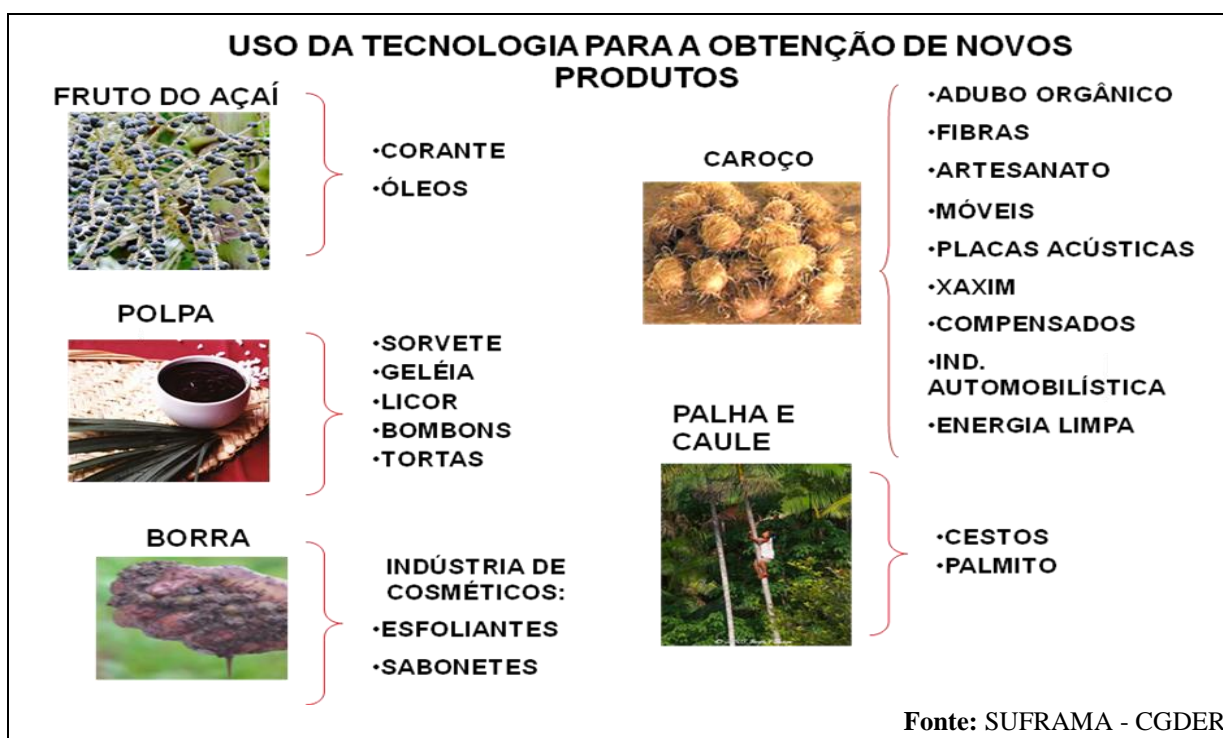 USO DA TECNOLOGIA PARA A OBTENÇÃO DE NOVOS
PRODUTOS
FRUTO DO AÇAÍ
•CORANTE
•ÓLEOS
POLPA
•SORVETE
•GELÉIA
•LICOR
•BOMBONS
•TORTAS
BORRA
INDÚSTRIA DE
COSMÉTICOS:
•ESFOLIANTES
•SABONETES
CAROÇO
•ADUBO ORGÂNICO
•FIBRAS
•ARTESANATO
•MÓVEIS
•PLACAS ACÚSTICAS
•XAXIM
•COMPENSADOS
•IND.
AUTOMOBILÍSTICA
•ENERGIA LIMPA
PALHA E
CAULE
•CESTOS
•PALMITO
Fonte: SUFRAMA - CGDER